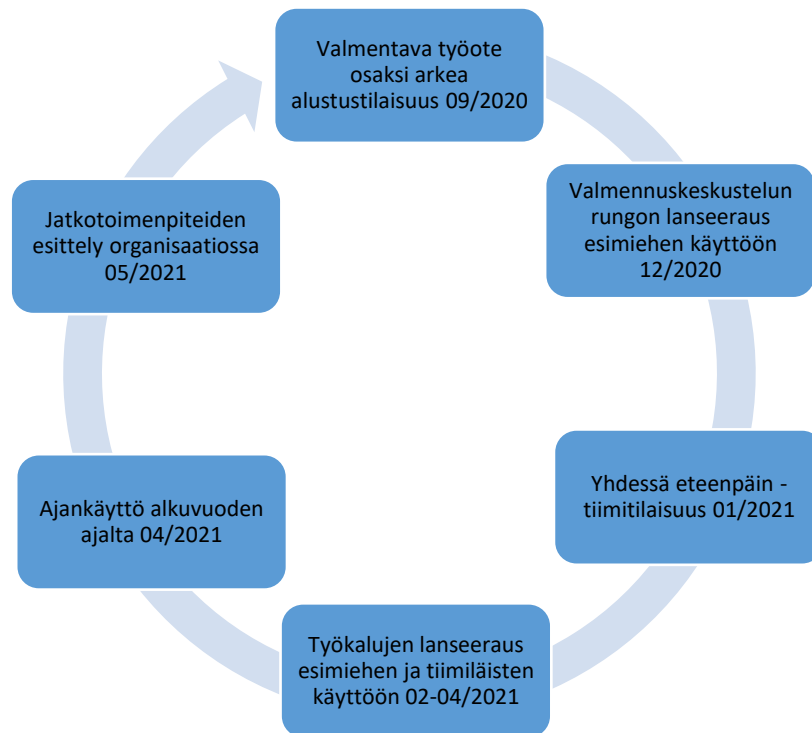 Valmentava työote
osaksi arkea
alustustilaisuus 09/2020
Valmennuskeskustelun
rungon lanseeraus
esimiehen käyttöön
12/2020
Yhdessä eteenpäin -
tiimitilaisuus 01/2021
Työkalujen lanseeraus
esimiehen ja tiimiläisten
käyttöön 02-04/2021
Ajankäyttö alkuvuoden
ajalta 04/2021
Jatkotoimenpiteiden
esittely organisaatiossa
05/2021